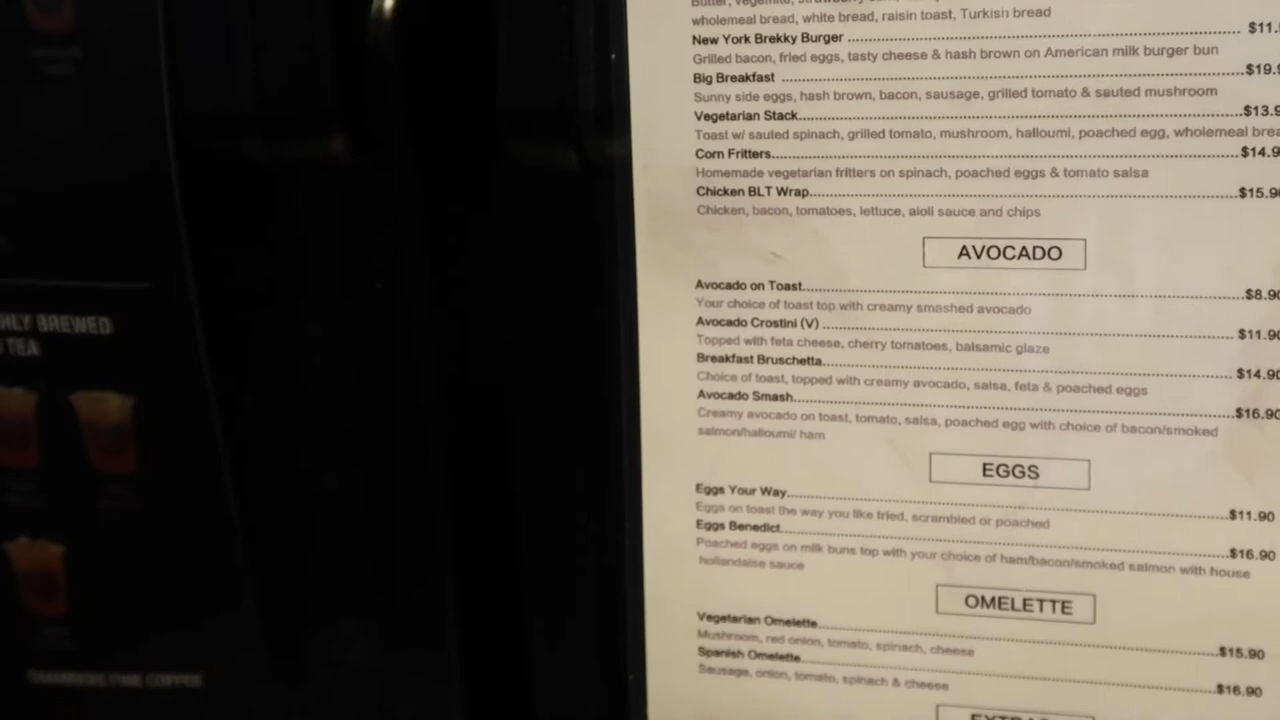 wholemeal bread, white bread, raisin toast, Turkish bread
New York Brekky Burger ........ $11.
Grilled bacon, fried eggs, tasty cheese & hash brown on American milk burger bun
Big Breakfast ........ $19.9
Sunny side eggs, hash brown, bacon, sausage, grilled tomato & sauted mushroom
Vegetarian Stack........$13.9
Toast w/ sauted spinach, grilled tomato, mushroom, halloumi, poached egg, wholemeal brea
Corn Fritters........$14.9
Homemade vegetarian fritters on spinach, poached eggs & tomato salsa
Chicken BLT Wrap........$15.90
Chicken, bacon, tomatoes, lettuce, aioli sauce and chips
AVOCADO
Avocado on Toast........$8.90
Your choice of toast top with creamy smashed avocado
Avocado Crostini (V) ........ $11.90
Topped with feta cheese, cherry tomatoes, balsamic glaze
Breakfast Bruschetta........ $14.90
Choice of toast, topped with creamy avocado, salsa, feta & poached eggs
Avocado Smash........$16.90
Creamy avocado on toast, tomato, salsa, poached egg with choice of bacon/smoked
salmon/halloumi/ ham
EGGS
Eggs Your Way........$11.90
Eggs on toast the way you like fried, scrambled or poached
Eggs Benedict........$16.90
Poached eggs on milk buns top with your choice of ham/bacon/smoked salmon with house
hollandaise sauce
OMELETTE
Vegetarian Omelette........$15.90
Mushroom, red onion, tomato, spinach, cheese
Spanish Omelette........$16.90
Sausage, onion, tomato, spinach & cheese
HLY BREWED
TEA